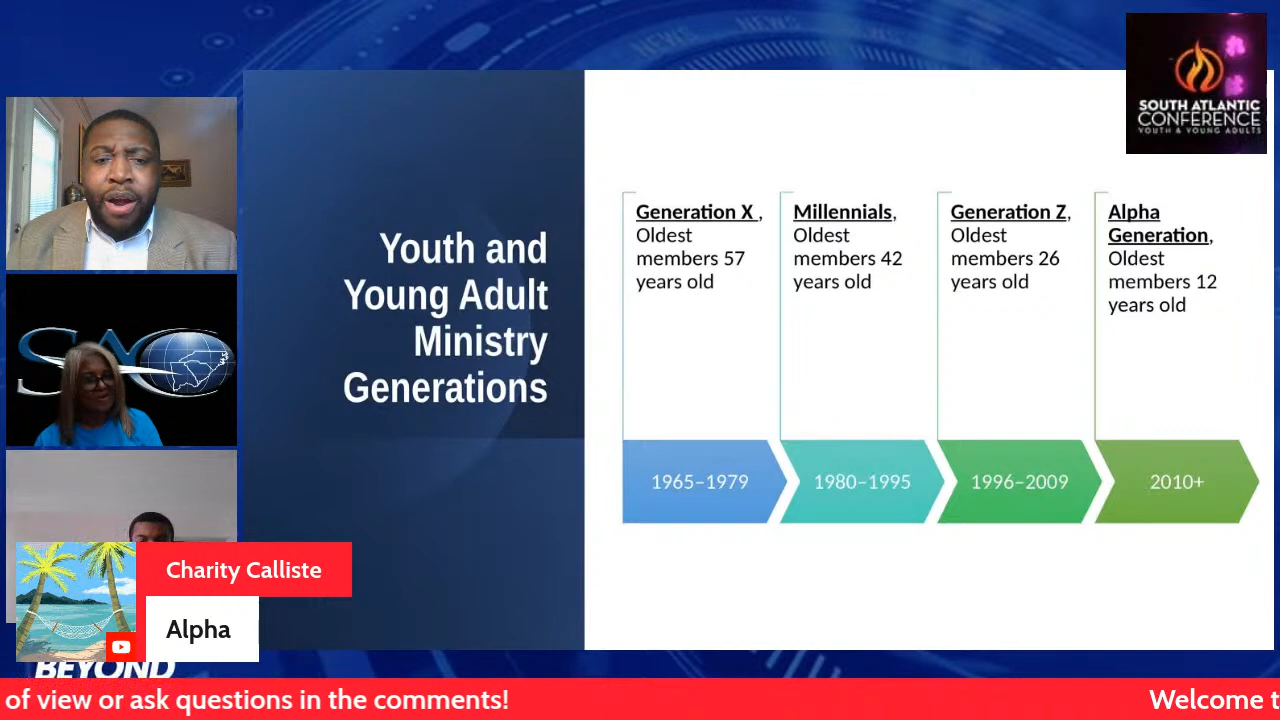 SOUTH ATLANTIC
CONFERENCE
YOUTH & YOUNG ADULTS
NEWS
NEWS
SAC
Youth and
Young Adult
Ministry
Generations
Generation X ,
Oldest
members 57
years old
Millennials,
Oldest
members 42
years old
Generation Z,
Oldest
members 26
years old
Alpha
Generation,
Oldest
members 12
years old
1965–1979
1980–1995
1996–2009
2010+
Charity Calliste
Alpha
BEYOND
of view or ask questions in the comments!
Welcome t